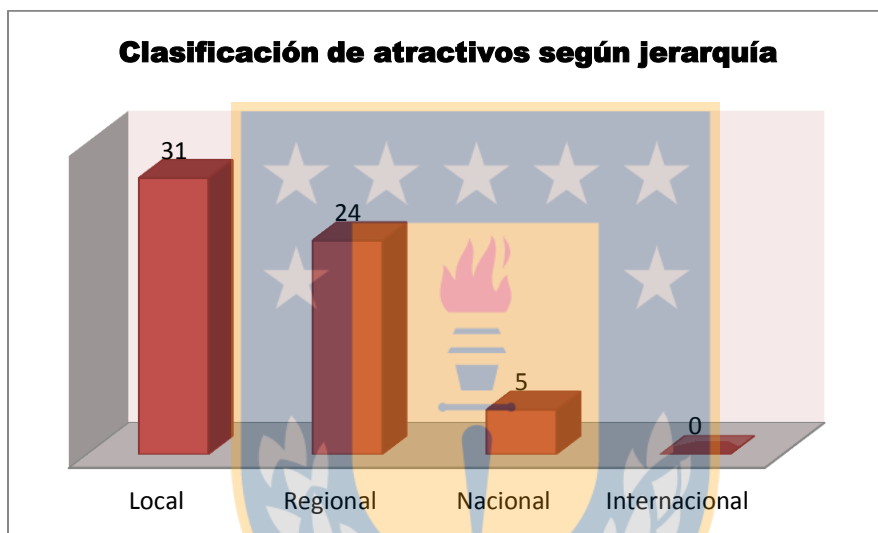 Clasificación de atractivos según jerarquía
31
24
5
0
Local Regional Nacional Internacional